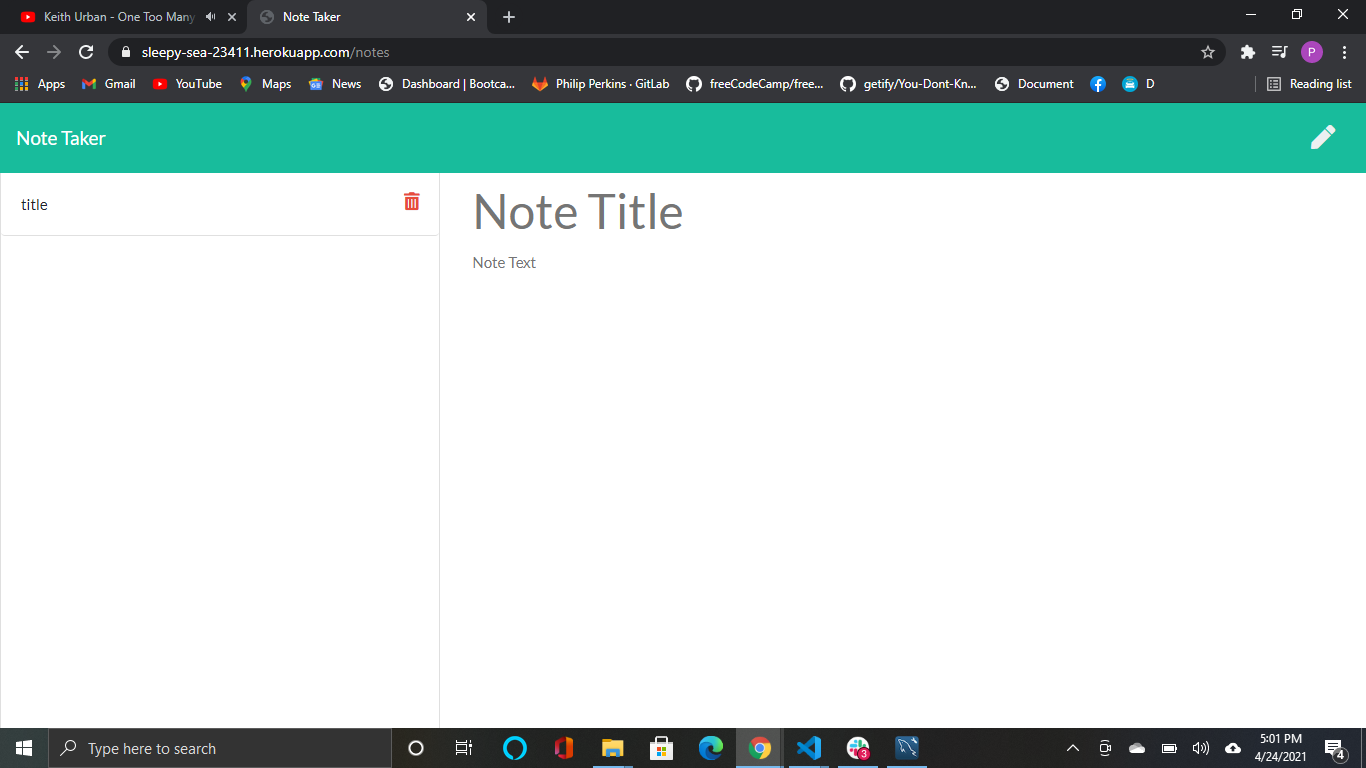 Keith Urban - One Too Many
Note Taker
sleepy-sea-23411.herokuapp.com/notes
P
Apps
Gmail
YouTube
Maps
News
Dashboard | Bootca...
Philip Perkins · GitLab
freeCodeCamp/free...
getify/You-Dont-Kn...
Document
D
Reading list
Note Taker
title
Note Title
Note Text
Type here to search
3
5:01 PM
4/24/2021
4